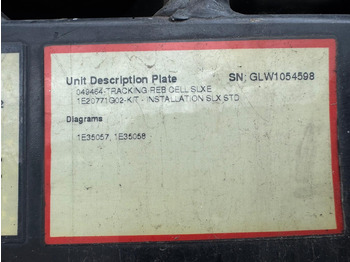 Unit Description Plate SN: GLW1054598
049464-TRACKING REB CELL SLXE
1E20771G02-KIT - INSTALLATION SLX STD
Diagrams
1E35057, 1E35058